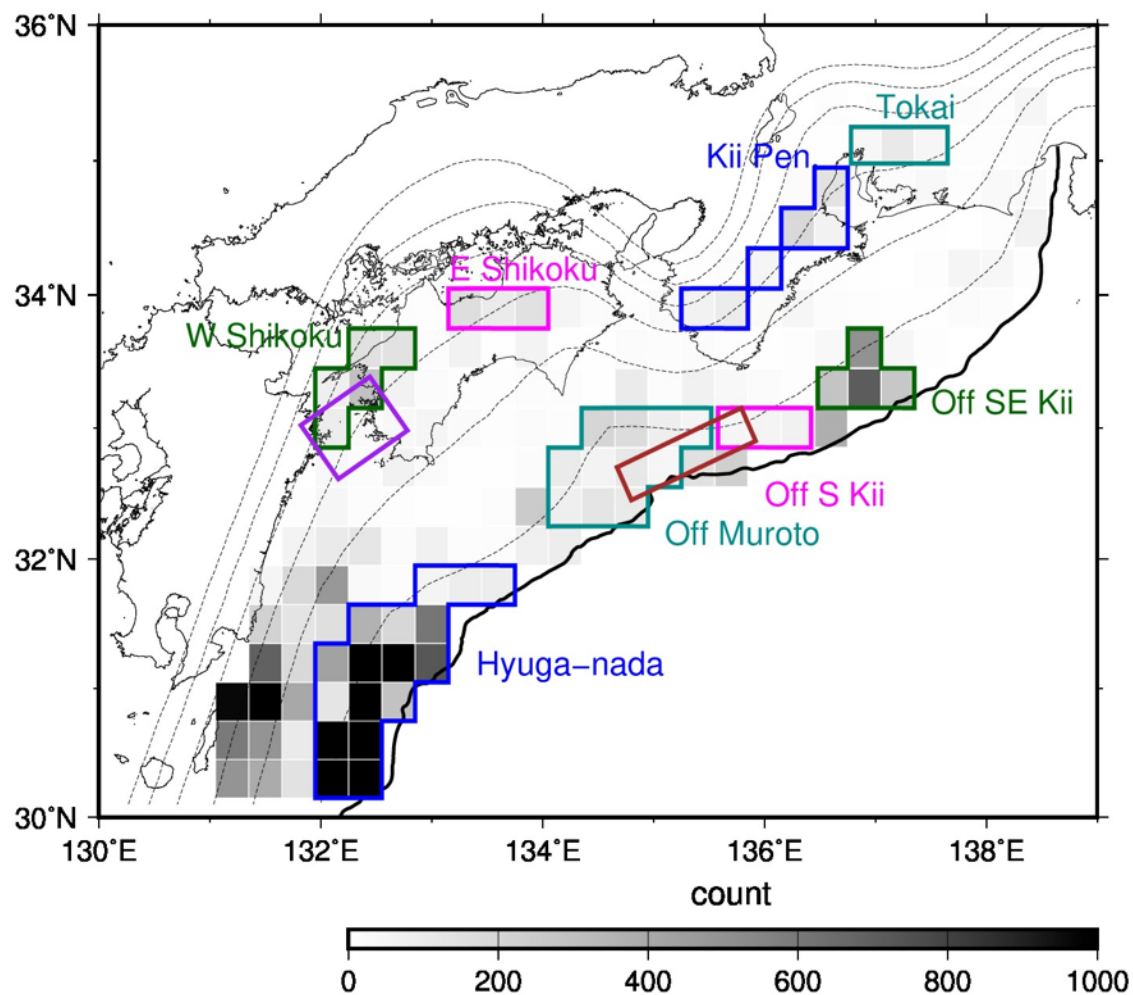 36˚N
Tokai
Kii Pen
34˚N
E Shikoku
W Shikoku
Off SE Kii
Off S Kii
Off Muroto
32˚N
Hyuga−nada
30˚N
130˚E 132˚E 134˚E 136˚E 138˚E
count
0 200 400 600 800 1000